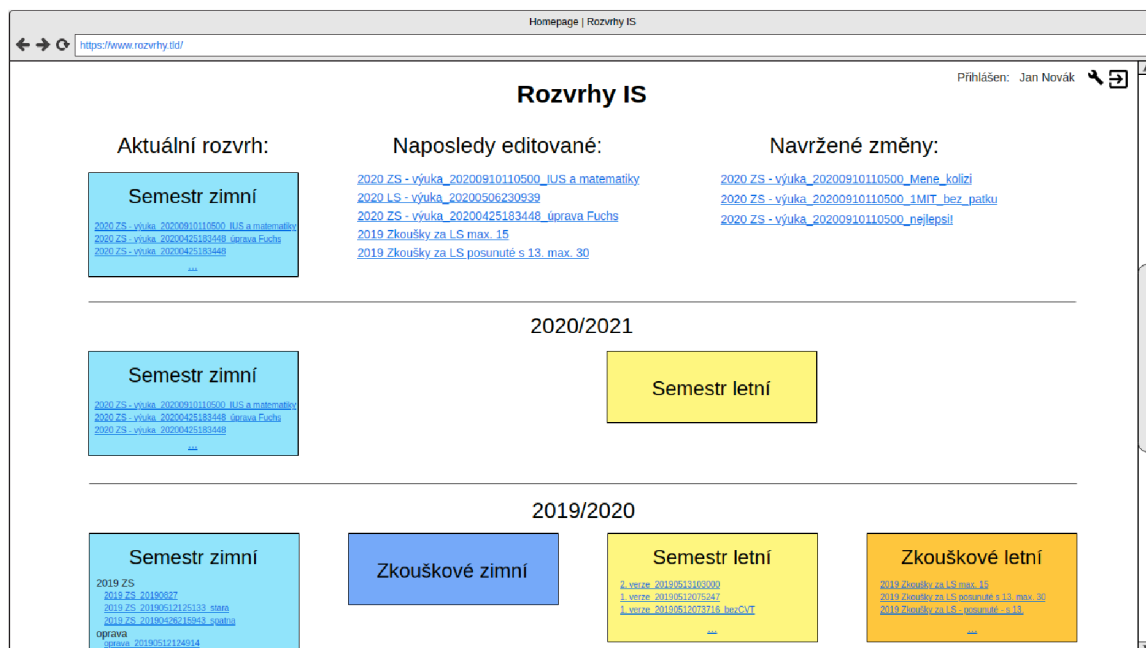 Homepage | Rozvrhy IS
https://www.rozvrhy.tld/
Přihlášen: Jan Novák
Rozvrhy IS
Aktuální rozvrh:
Semestr zimní
2020 ZS - výuka_20200910110500_IUS a matematiky
2020 ZS - výuka_20200425183448_úprava Fuchs
2020 ZS - výuka_20200425183448
...
Naposledy editované:
2020 ZS - výuka_20200910110500_IUS a matematiky
2020 LS - výuka_20200506230939
2020 ZS - výuka_20200425183448_úprava Fuchs
2019 Zkoušky za LS max. 15
2019 Zkoušky za LS posunuté s 13. max. 30
Navržené změny:
2020 ZS - výuka_20200910110500_Mene_kolizi
2020 ZS - výuka_20200910110500_1MIT_bez_patku
2020 ZS - výuka_20200910110500_nejlepsi!
2020/2021
Semestr zimní
2020 ZS - výuka_20200910110500_IUS a matematiky
2020 ZS - výuka_20200425183448_úprava Fuchs
2020 ZS - výuka_20200425183448
...
Semestr letní
2019/2020
Semestr zimní
2019 ZS
2019 ZS_20190827
2019 ZS_20190512125133_stara
2019 ZS_20190426215943_spatna
oprava
oprava_20190512124914
Zkouškové zimní
Semestr letní
2. verze_20190513103000
1. verze_20190512075247
1. verze_20190512073716_bezCVT
...
Zkouškové letní
2019 Zkoušky za LS max. 15
2019 Zkoušky za LS posunuté s 13. max. 30
2019 Zkoušky za LS - posunuté - s 13.
...